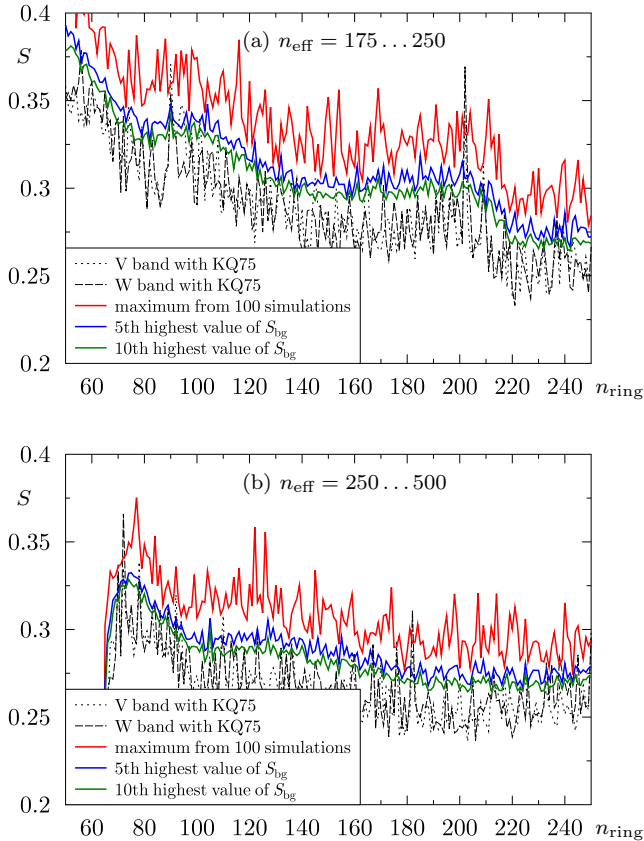 0.4
(a) n_eff = 175 . . . 250
S
0.35
0.3
0.25
V band with KQ75
W band with KQ75
maximum from 100 simulations
5th highest value of S_bg
10th highest value of S_bg
0.2
60 80 100 120 140 160 180 200 220 240 n_ring
0.4
(b) n_eff = 250 . . . 500
S
0.35
0.3
0.25
V band with KQ75
W band with KQ75
maximum from 100 simulations
5th highest value of S_bg
10th highest value of S_bg
0.2
60 80 100 120 140 160 180 200 220 240 n_ring